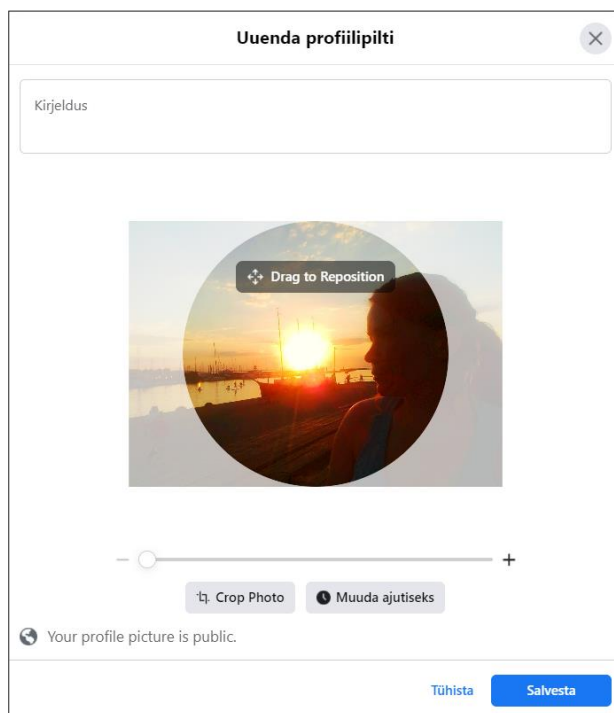 Uuenda profiilipilti
Kirjeldus
Drag to Reposition
Crop Photo
Muuda ajutiseks
Your profile picture is public.
Tühista
Salvesta